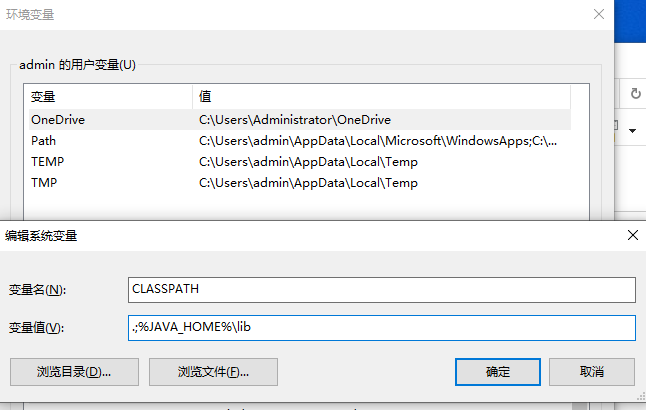 环境变量
admin 的用户变量(U)
变量 值
OneDrive C:\Users\Administrator\OneDrive
Path C:\Users\admin\AppData\Local\Microsoft\WindowsApps;C:\...
TEMP C:\Users\admin\AppData\Local\Temp
TMP C:\Users\admin\AppData\Local\Temp
编辑系统变量
变量名(N): CLASSPATH
变量值(V): .;%JAVA_HOME%\lib
浏览目录(D)... 浏览文件(F)... 确定 取消